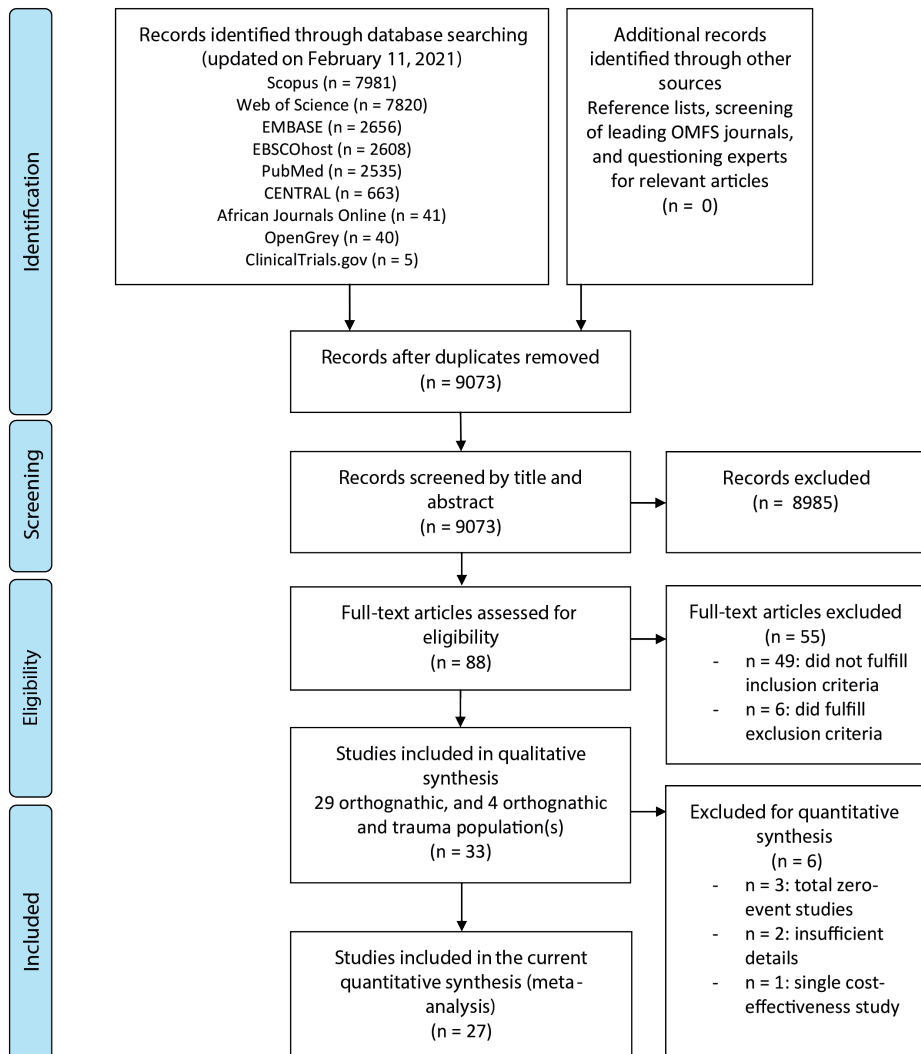 Identification
Records identified through database searching
(updated on February 11, 2021)
Scopus (n = 7981)
Web of Science (n = 7820)
EMBASE (n = 2656)
EBSCOhost (n = 2608)
PubMed (n = 2535)
CENTRAL (n = 663)
African Journals Online (n = 41)
OpenGrey (n = 40)
ClinicalTrials.gov (n = 5)
Additional records
identified through other
sources
Reference lists, screening
of leading OMFS journals,
and questioning experts
for relevant articles
(n = 0)
Records after duplicates removed
(n = 9073)
Screening
Records screened by title and
abstract
(n = 9073)
Records excluded
(n = 8985)
Eligibility
Full-text articles assessed for
eligibility
(n = 88)
Full-text articles excluded
(n = 55)
- n = 49: did not fulfill
inclusion criteria
- n = 6: did fulfill
exclusion criteria
Studies included in qualitative
synthesis
29 orthognathic, and 4 orthognathic
and trauma population(s)
(n = 33)
Included
Excluded for quantitative
synthesis
(n = 6)
- n = 3: total zero-
event studies
- n = 2: insufficient
details
- n = 1: single cost-
effectiveness study
Studies included in the current
quantitative synthesis (meta-
analysis)
(n = 27)